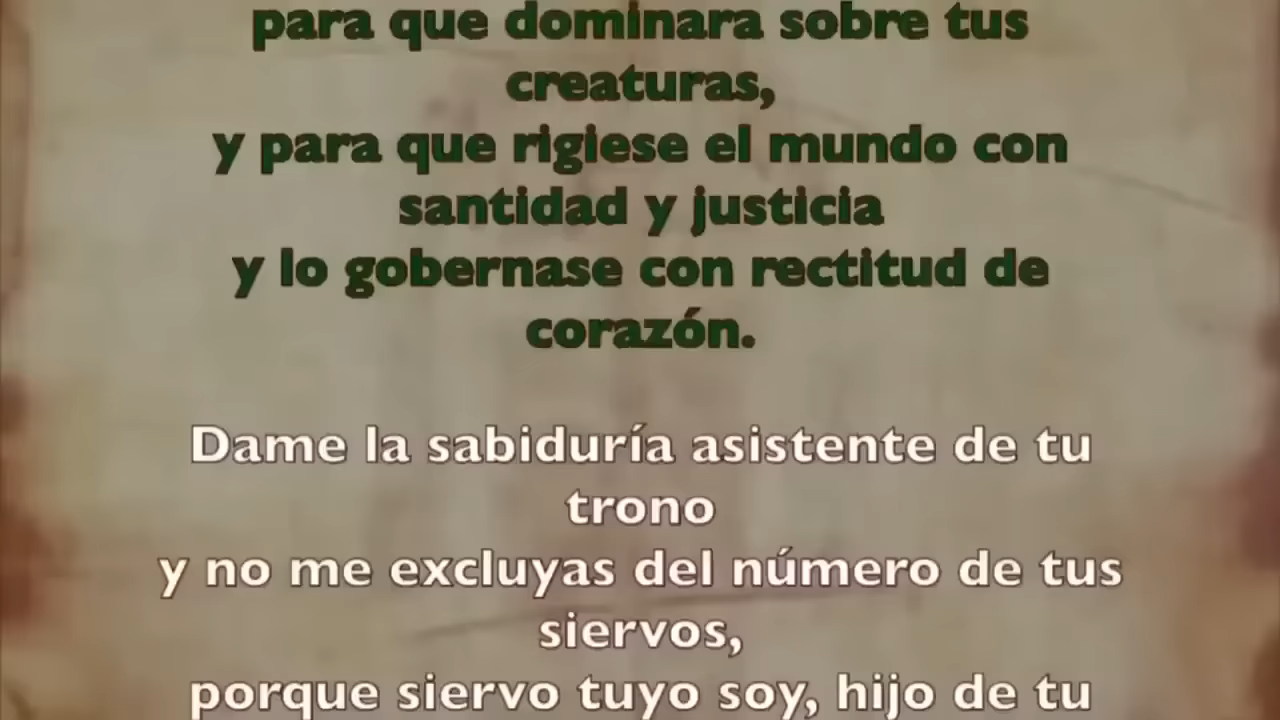 para que dominara sobre tus
creaturas,
y para que rigiese el mundo con
santidad y justicia
y lo gobernase con rectitud de
corazón.
Dame la sabiduría asistente de tu
trono
y no me excluyas del número de tus
siervos,
porque siervo tuyo soy, hijo de tu